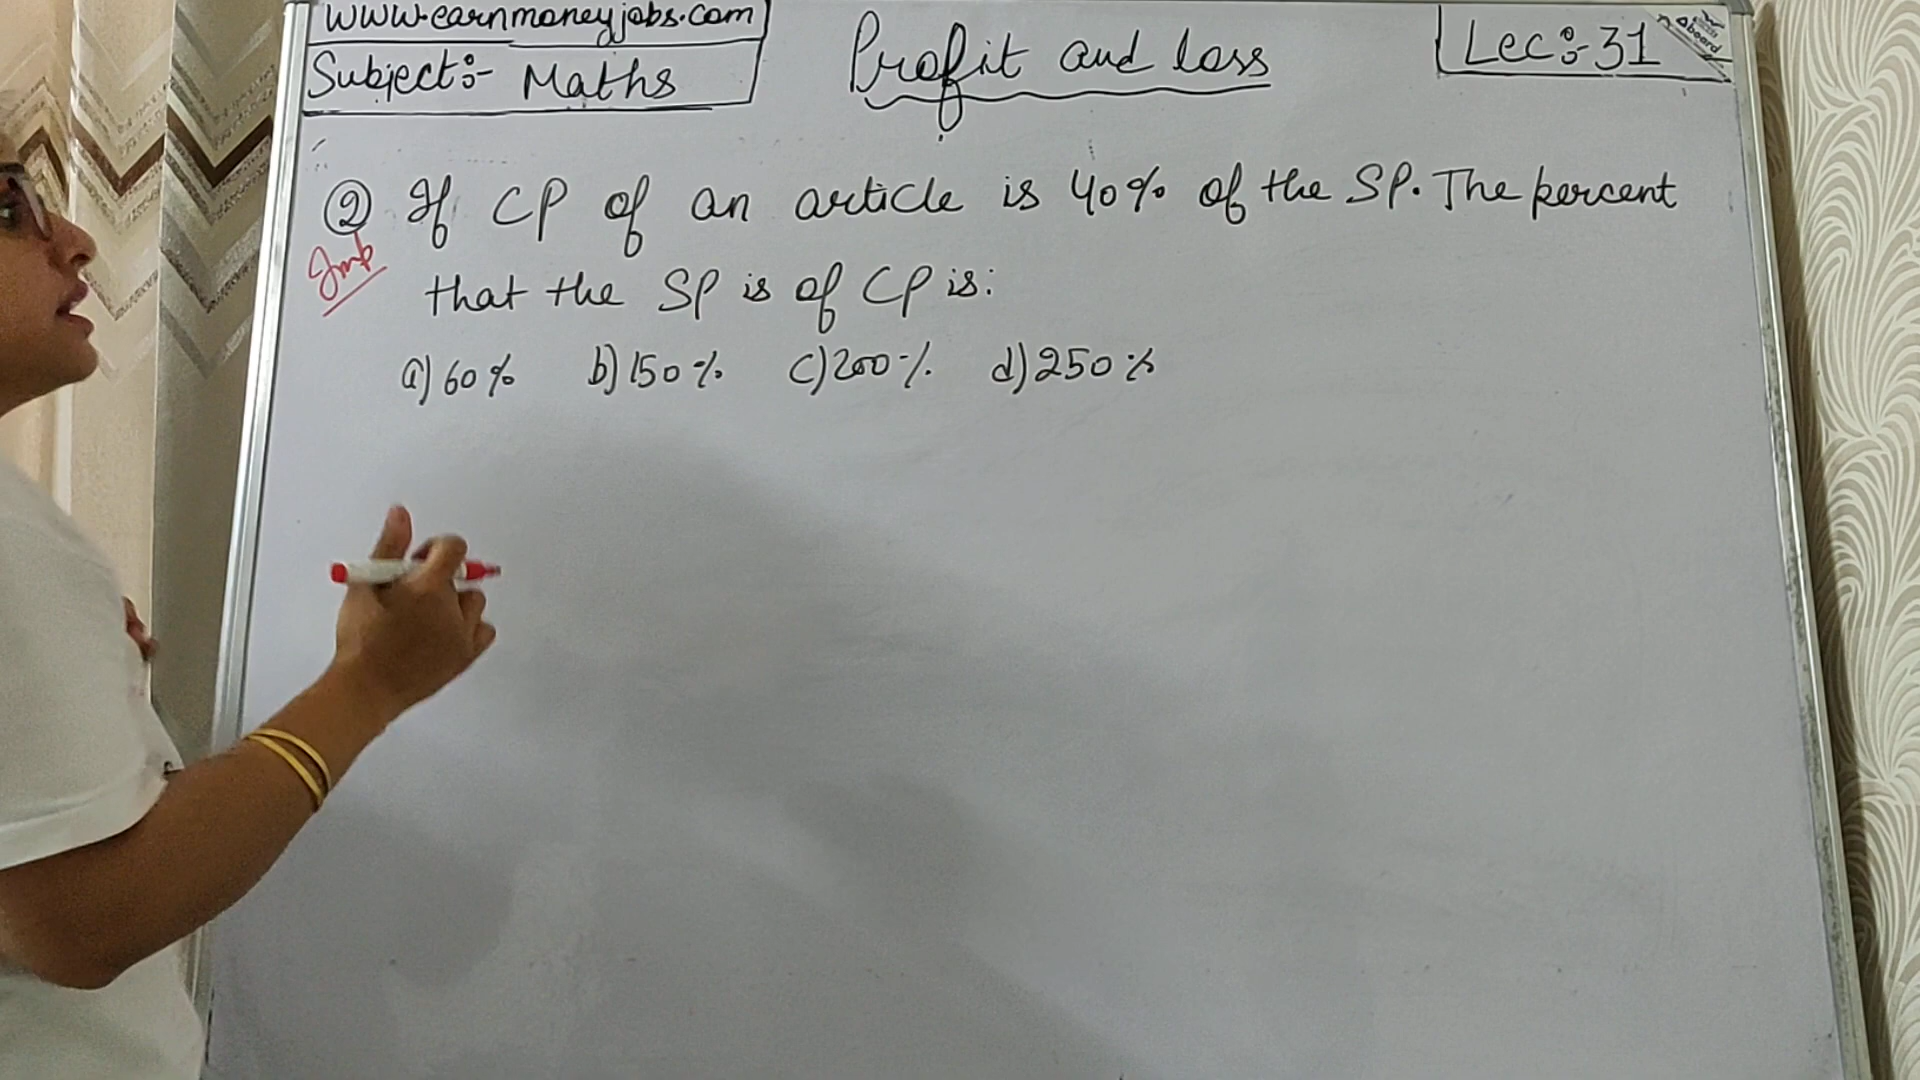 www.earnmoneyjobs.com
Subject:- Maths
Profit and loss
Lec:-31
board
Q If CP of an article is 40% of the SP. The percent
Imp
that the SP is of CP is:
a) 60% b) 150% c) 200% d) 250%